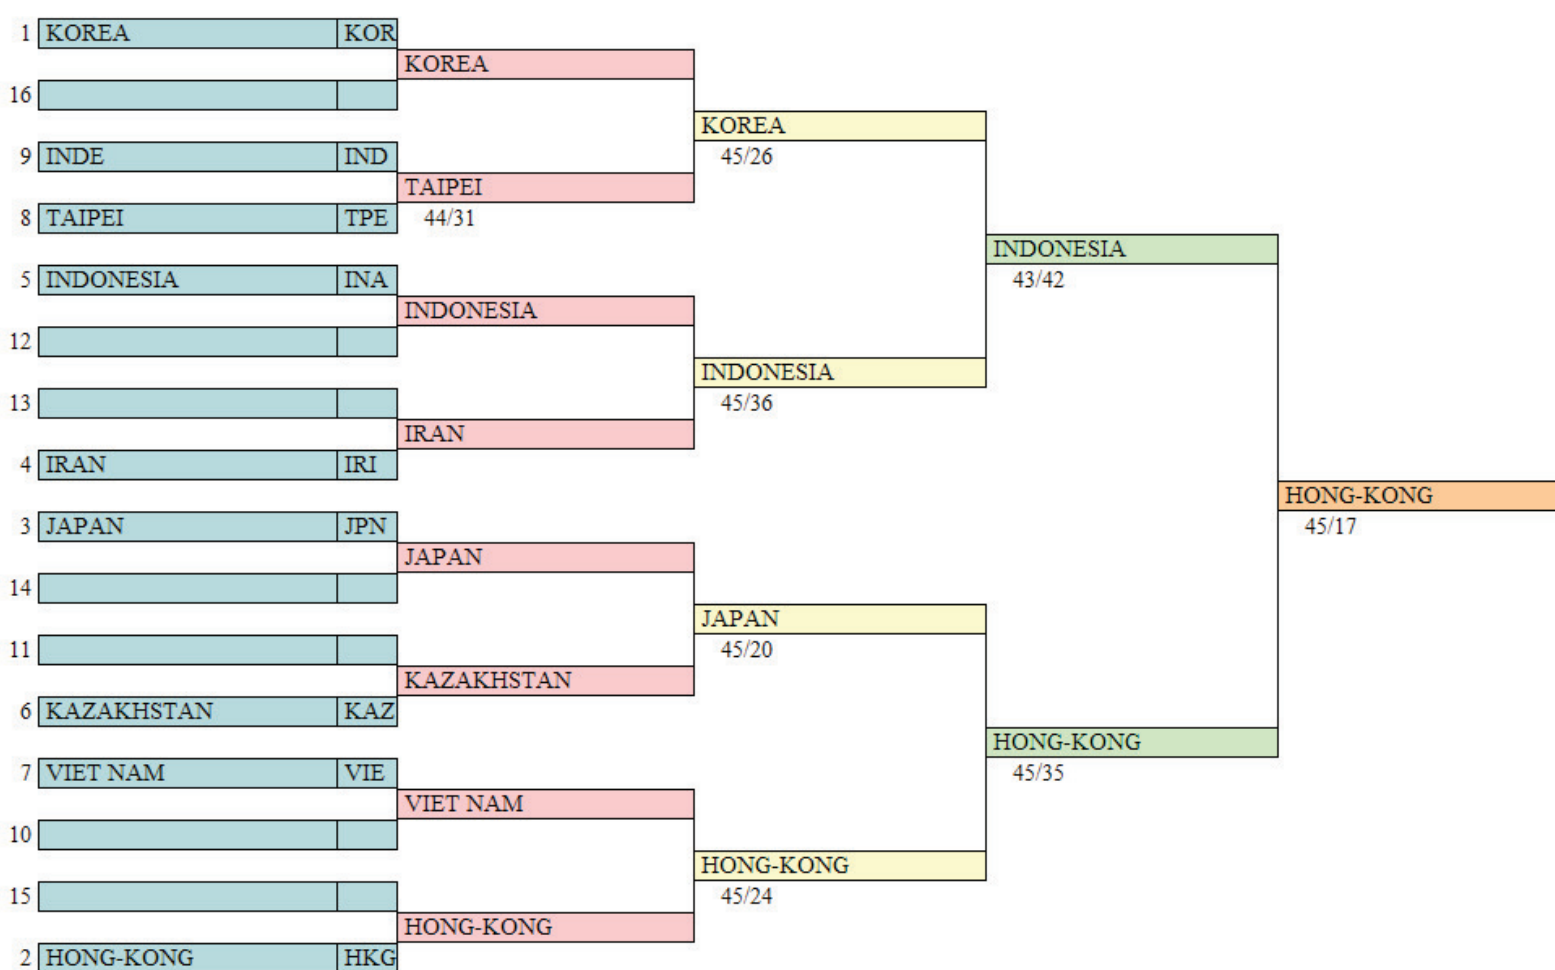 1 KOREA KOR
KOREA
16
KOREA
9 INDE IND
45/26
TAIPEI
8 TAIPEI TPE 44/31
INDONESIA
5 INDONESIA INA
43/42
INDONESIA
12
INDONESIA
13
45/36
IRAN
4 IRAN IRI
HONG-KONG
3 JAPAN JPN
45/17
JAPAN
14
JAPAN
11
45/20
KAZAKHSTAN
6 KAZAKHSTAN KAZ
HONG-KONG
7 VIET NAM VIE
45/35
VIET NAM
10
HONG-KONG
15
45/24
HONG-KONG
2 HONG-KONG HKG